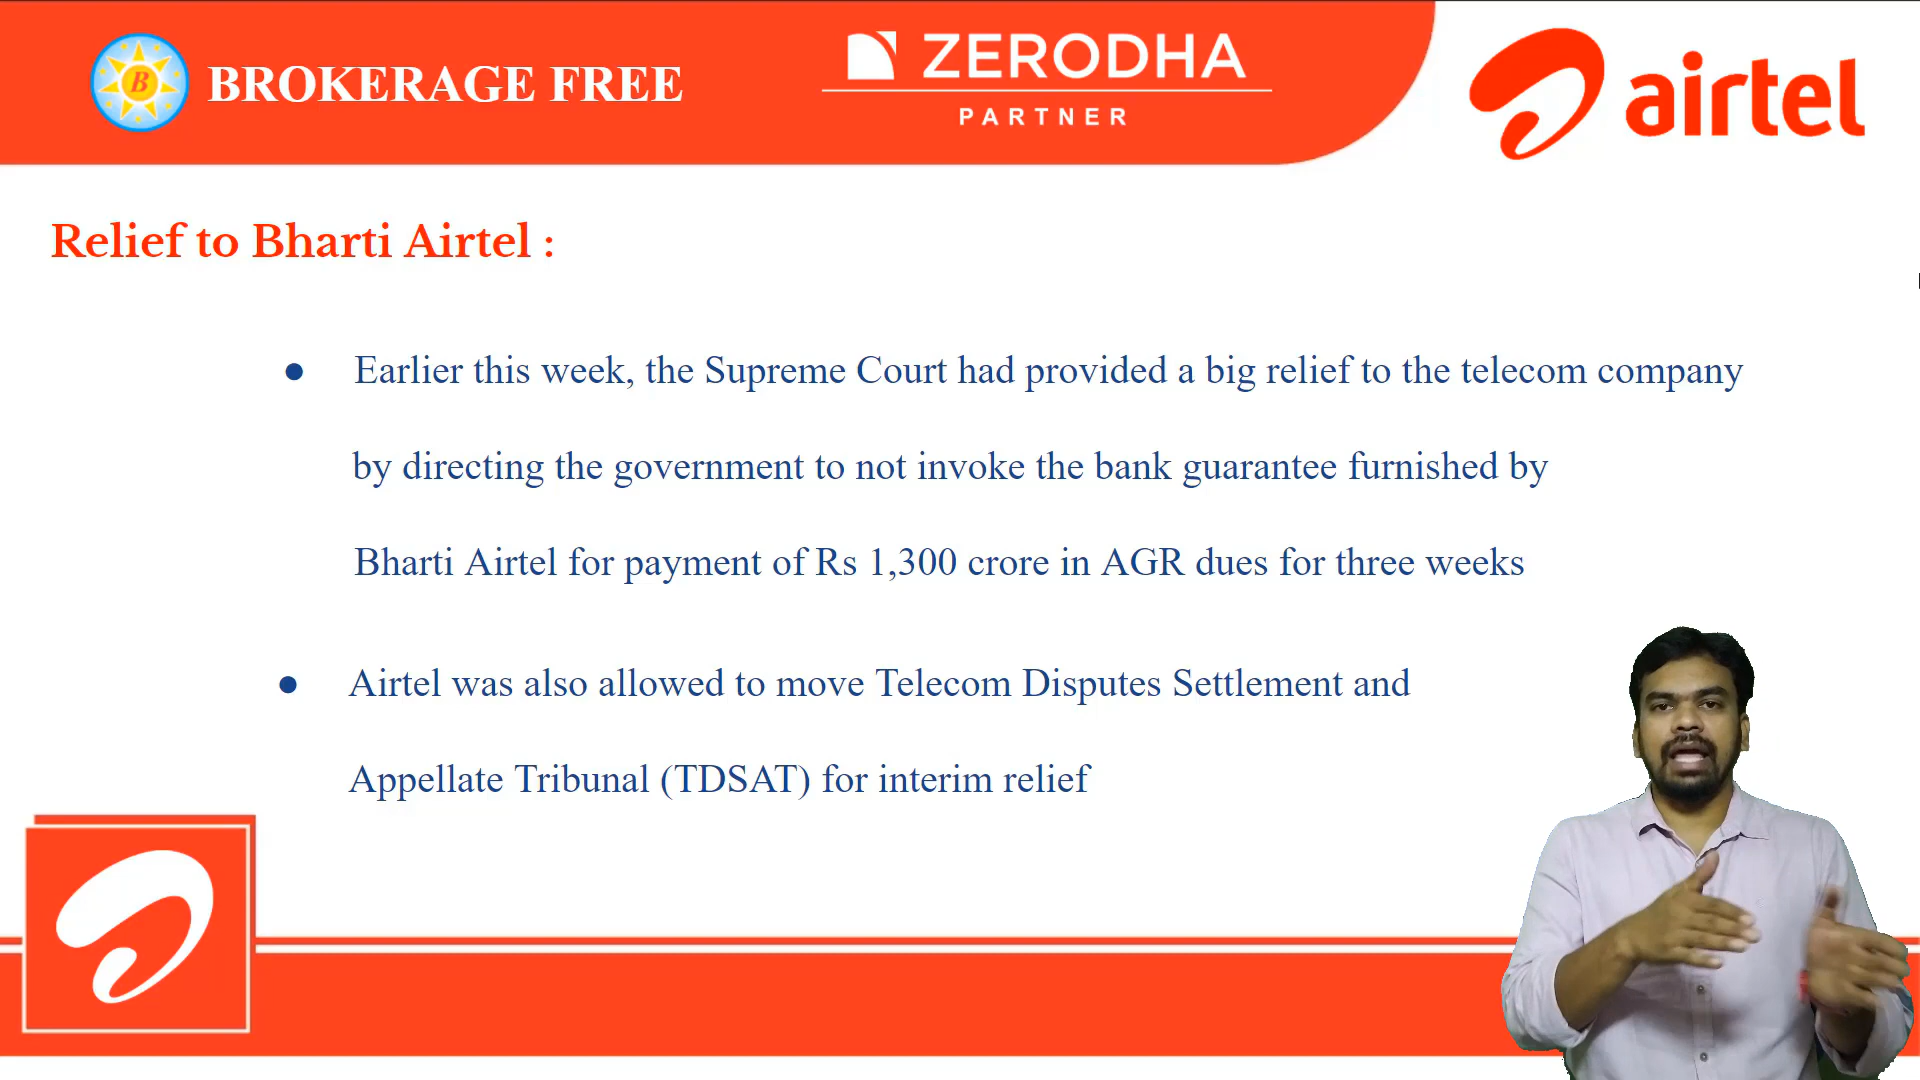 B
BROKERAGE FREE
ZERODHA
PARTNER
airtel
Relief to Bharti Airtel :
● Earlier this week, the Supreme Court had provided a big relief to the telecom company
by directing the government to not invoke the bank guarantee furnished by
Bharti Airtel for payment of Rs 1,300 crore in AGR dues for three weeks
● Airtel was also allowed to move Telecom Disputes Settlement and
Appellate Tribunal (TDSAT) for interim relief